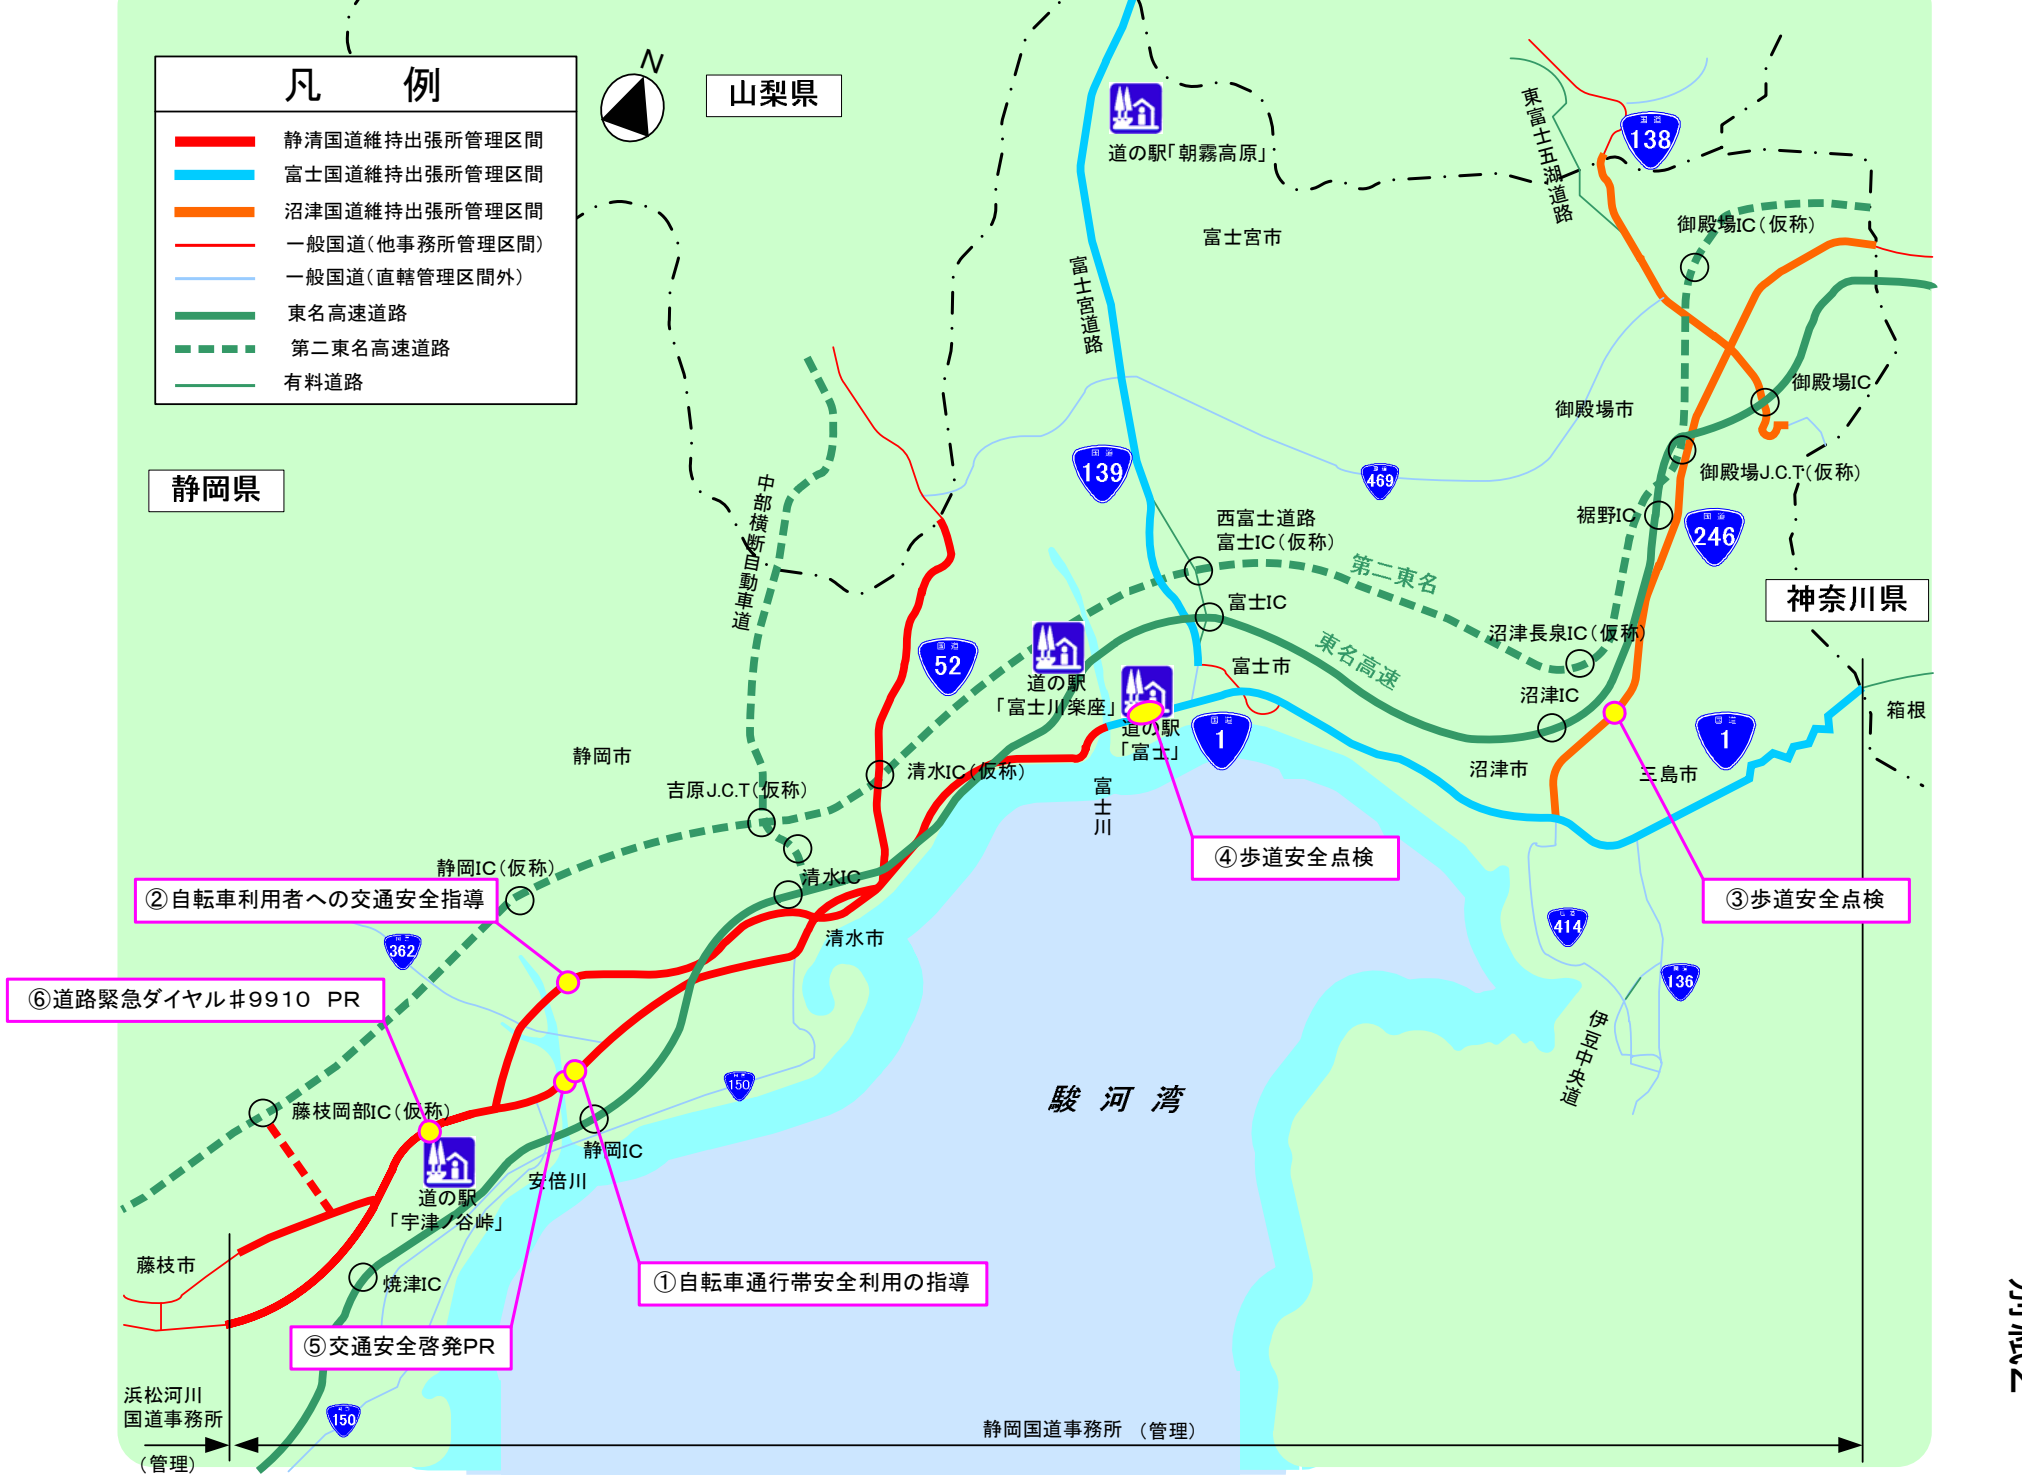 凡　例
静清国道維持出張所管理区間
富士国道維持出張所管理区間
沼津国道維持出張所管理区間
一般国道（他事務所管理区間）
一般国道（直轄管理区間外）
東名高速道路
第二東名高速道路
有料道路
N
山梨県
静岡県
神奈川県
道の駅「朝霧高原」
東富士五湖道路
国道
138
御殿場IC（仮称）
富士宮市
富士宮道路
御殿場IC
御殿場市
御殿場J.C.T（仮称）
国道
139
469
裾野IC
国道
246
中部横断自動車道
西富士道路
富士IC（仮称）
第二東名
富士IC
東名高速
沼津長泉IC（仮称）
国道
52
道の駅
「富士川楽座」
富士市
沼津IC
道の駅
「富士」
国道
1
国道
1
箱根
静岡市
清水IC（仮称）
富士川
沼津市
三島市
吉原J.C.T（仮称）
④歩道安全点検
静岡IC（仮称）
清水IC
②自転車利用者への交通安全指導
③歩道安全点検
362
清水市
414
136
⑥道路緊急ダイヤル＃９９１０　ＰＲ
伊豆中央道
150
駿河湾
藤枝岡部IC（仮称）
静岡IC
安倍川
道の駅
「宇津ノ谷峠」
藤枝市
焼津IC
①自転車通行帯安全利用の指導
⑤交通安全啓発PR
浜松河川
国道事務所
（管理）
150
静岡国道事務所　（管理）